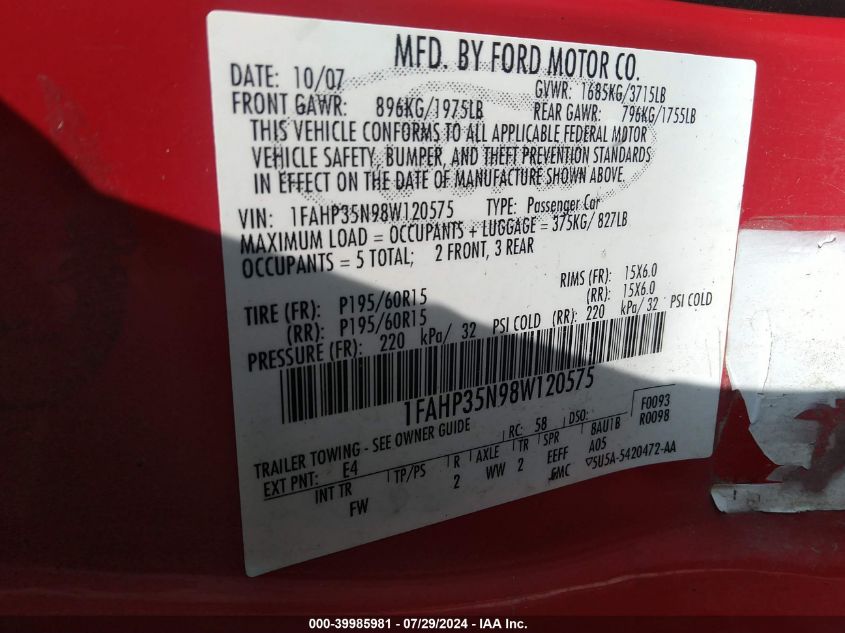 MFD. BY FORD MOTOR CO.
DATE: 10/07
GVWR: 1685KG/3715LB
FRONT GAWR: 896KG/1975LB
REAR GAWR: 796KG/1755LB
THIS VEHICLE CONFORMS TO ALL APPLICABLE FEDERAL MOTOR
VEHICLE SAFETY, BUMPER, AND THEFT PREVENTION STANDARDS
IN EFFECT ON THE DATE OF MANUFACTURE SHOWN ABOVE.
VIN: 1FAHP35N98W120575 TYPE: Passenger Car
MAXIMUM LOAD = OCCUPANTS + LUGGAGE = 375KG/ 827LB
OCCUPANTS = 5 TOTAL; 2 FRONT, 3 REAR
TIRE (FR): P195/60R15 RIMS (FR): 15X6.0
(RR): P195/60R15 (RR): 15X6.0
PRESSURE (FR): 220 kPa/ 32 PSI COLD (RR): 220 kPa/ 32 PSI COLD
1FAHP35N98W120575
F0093
R0098
TRAILER TOWING - SEE OWNER GUIDE
RC: 58 DSO:
EXT PNT: E4 TP/PS R AXLE TR SPR 8AU1B
INT TR FW 2 WW 2 EEFF A05
5U5A-5420472-AA
000-39985981 - 07/29/2024 - IAAI.com.